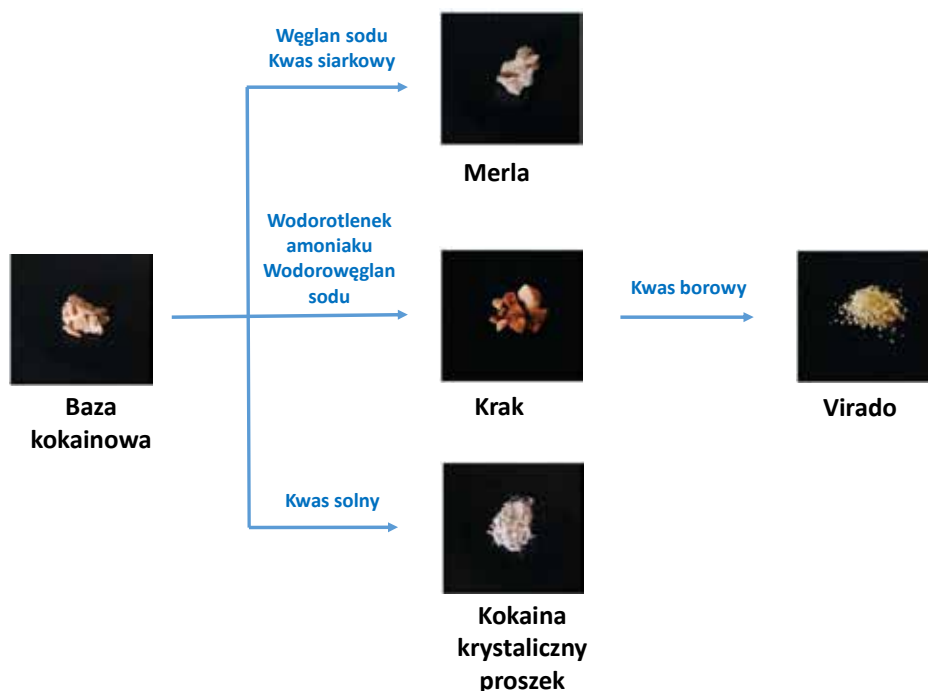 Węglan sodu
Kwas siarkowy
Merla
Wodorotlenek
amoniaku
Wodorowęglan
sodu
Kwas borowy
Baza
kokainowa
Krak
Virado
Kwas solny
Kokaina
krystaliczny
proszek